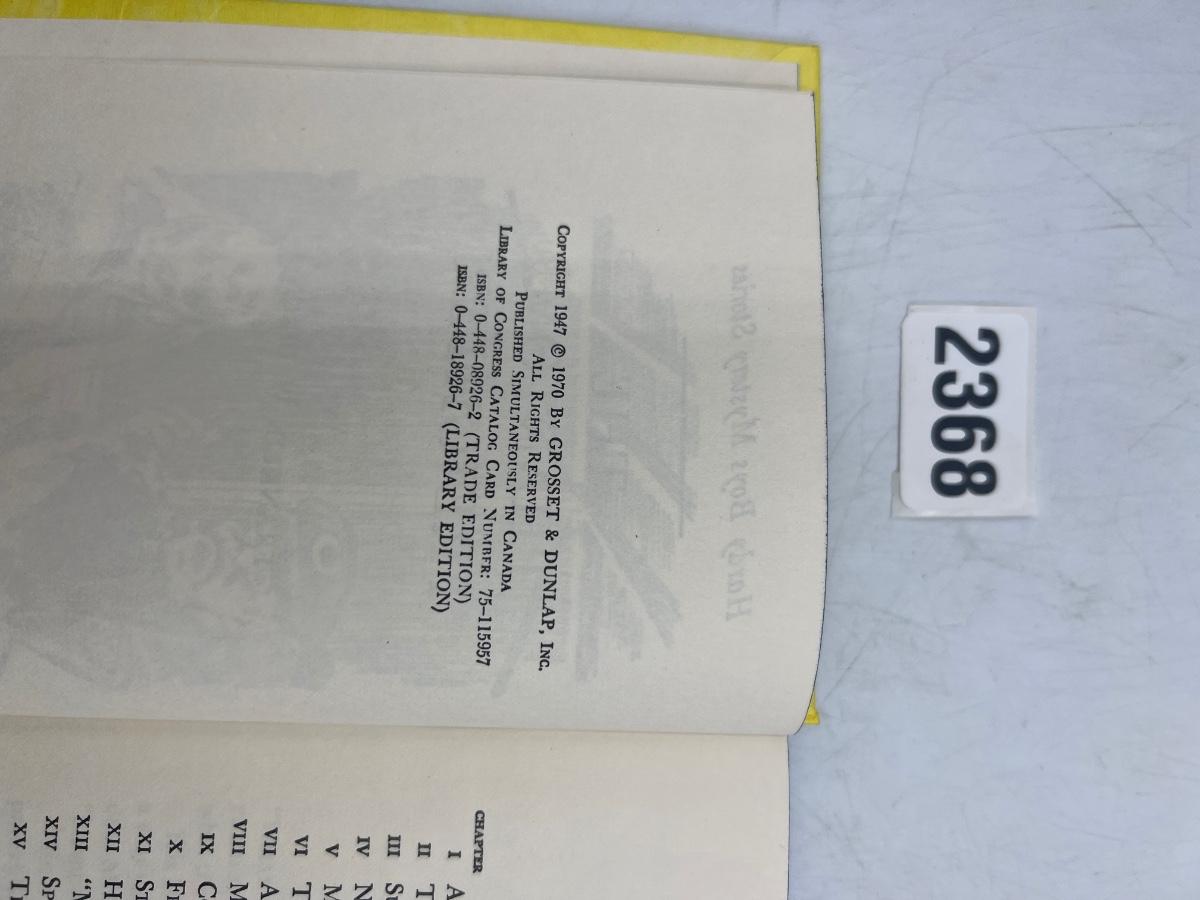 COPYRIGHT 1947 © 1970 BY GROSSET & DUNLAP, INC.
ALL RIGHTS RESERVED
PUBLISHED SIMULTANEOUSLY IN CANADA
LIBRARY OF CONGRESS CATALOG CARD NUMBER: 75-115957
ISBN: 0-448-08926-2 (TRADE EDITION)
ISBN: 0-448-18926-7 (LIBRARY EDITION)
Hardy Boys Mystery Stories
2368
CHAPTER
I A
II T
III
IV N
V M
VI T
VII A
VIII M
IX
X
XI
XII H
XIII "M
XIV SP
XV